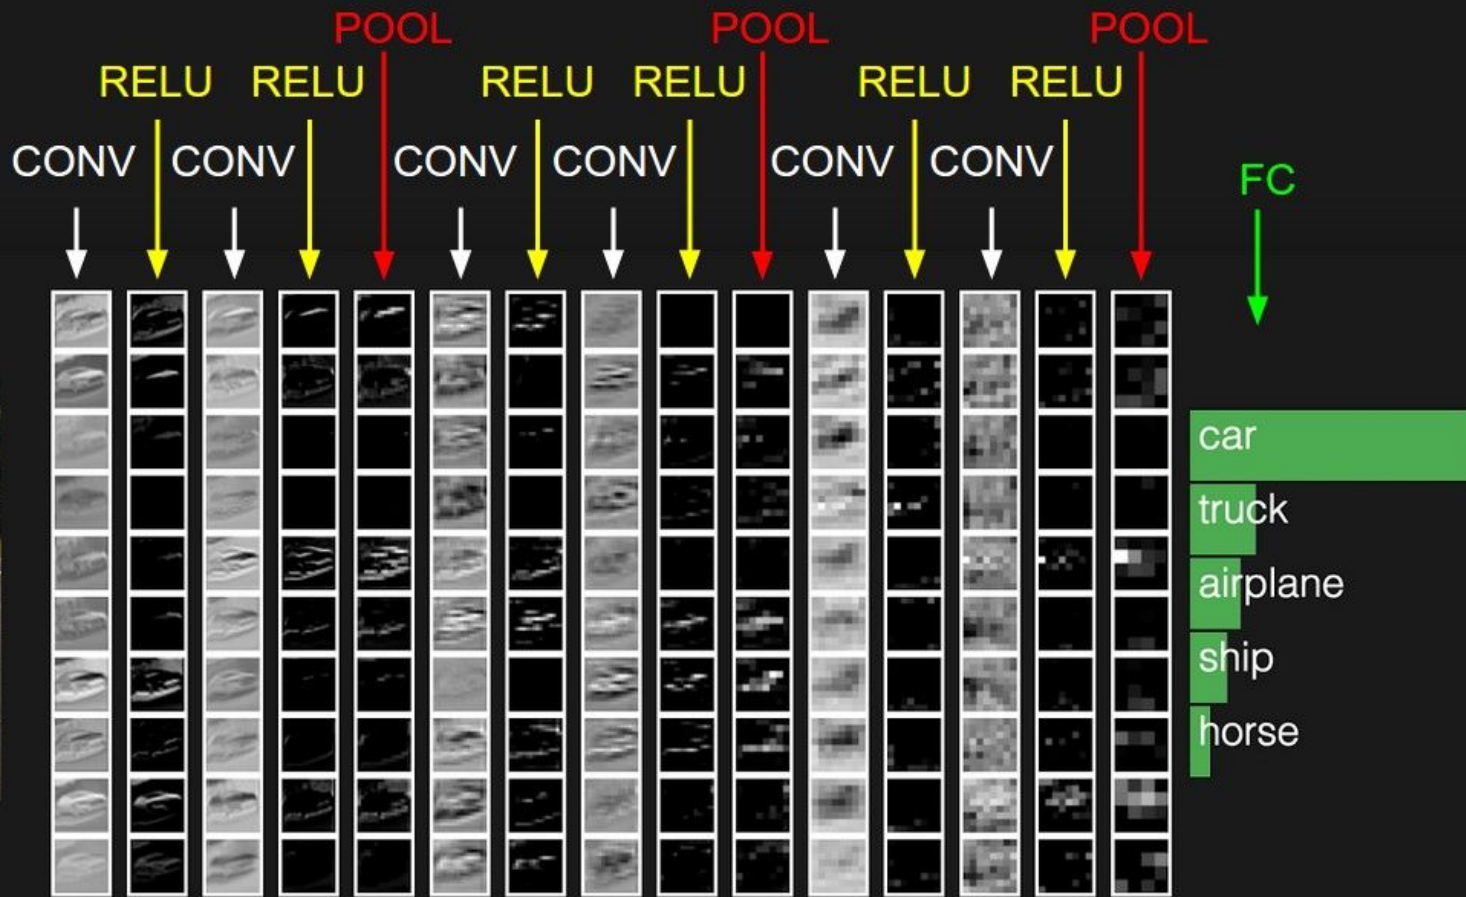 POOL POOL POOL
RELU RELU RELU RELU RELU RELU
CONV CONV CONV CONV CONV CONV
FC
car
truck
airplane
ship
horse